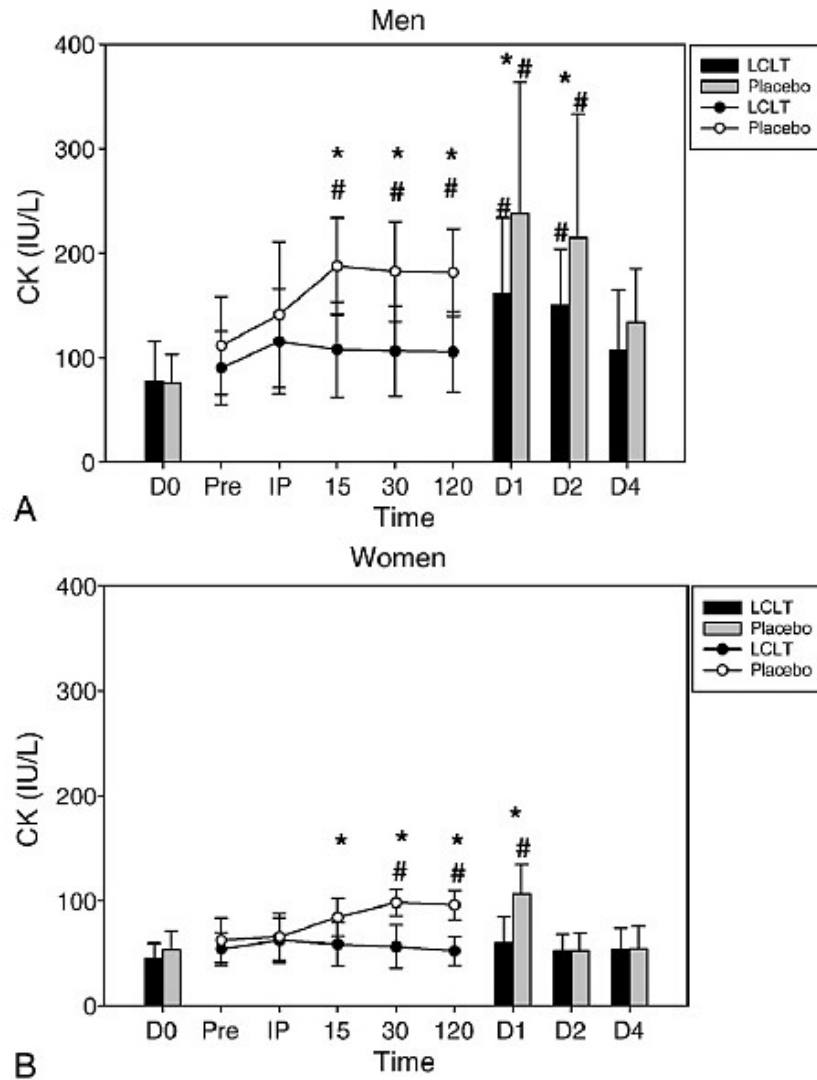 Men
400
300
200
100
0
CK (IU/L)
* # * #
* * *
# # #
# #
LCLT
Placebo
LCLT
Placebo
D0 Pre IP 15 30 120 D1 D2 D4
Time
A
Women
400
300
200
100
0
CK (IU/L)
* * * *
# # #
LCLT
Placebo
LCLT
Placebo
D0 Pre IP 15 30 120 D1 D2 D4
Time
B